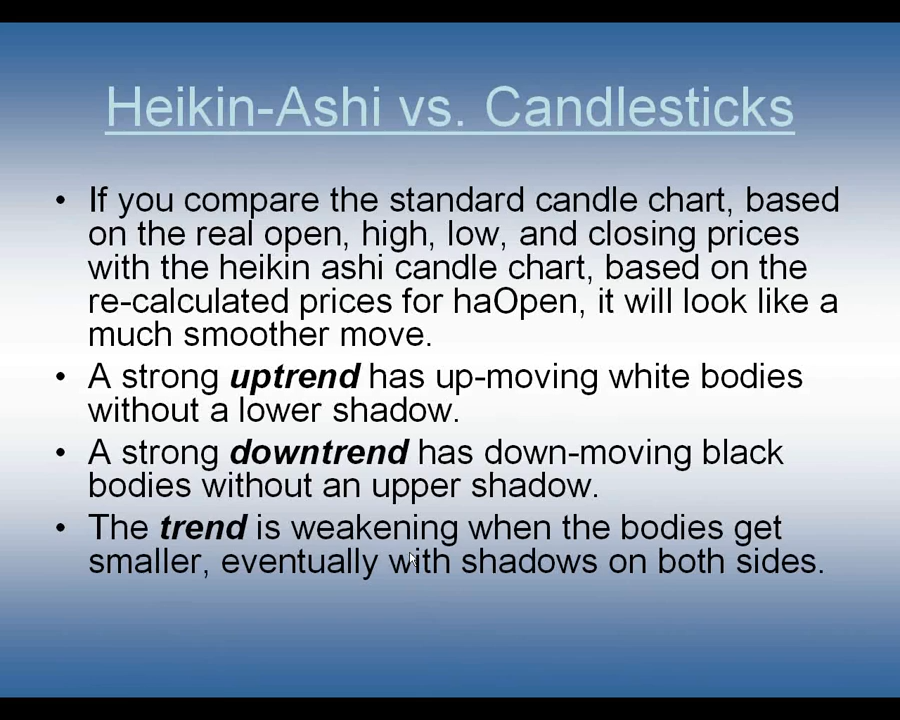 Heikin-Ashi vs. Candlesticks
• If you compare the standard candle chart, based
on the real open, high, low, and closing prices
with the heikin ashi candle chart, based on the
re-calculated prices for haOpen, it will look like a
much smoother move.
• A strong uptrend has up-moving white bodies
without a lower shadow.
• A strong downtrend has down-moving black
bodies without an upper shadow.
• The trend is weakening when the bodies get
smaller, eventually with shadows on both sides.